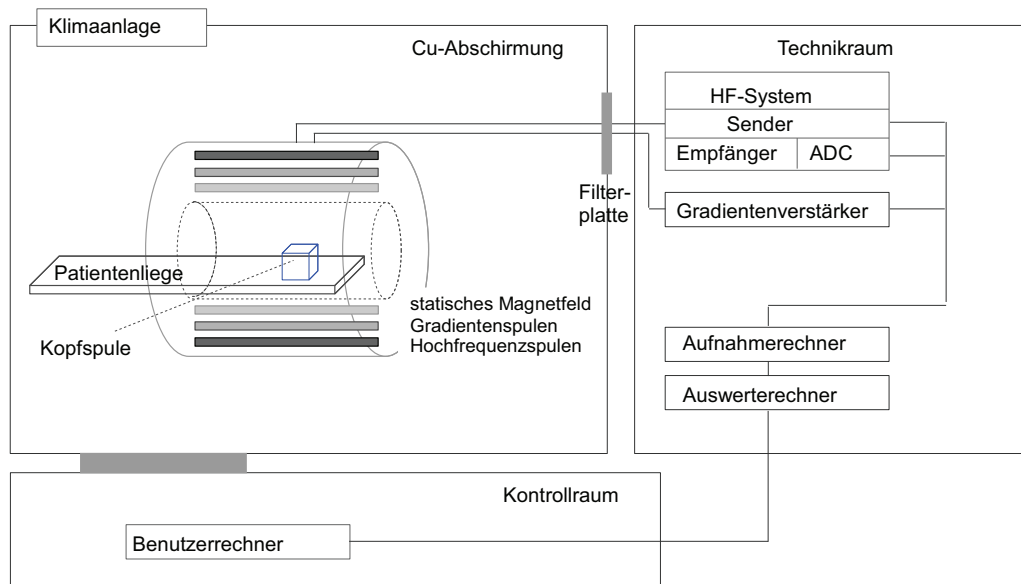 Klimaanlage
Cu-Abschirmung
Technikraum
HF-System
Sender
Empfänger
ADC
Filter-
platte
Gradientenverstärker
Patientenliege
statisches Magnetfeld
Gradientenspulen
Hochfrequenzspulen
Kopfspule
Aufnahmerechner
Auswerterechner
Kontrollraum
Benutzerrechner